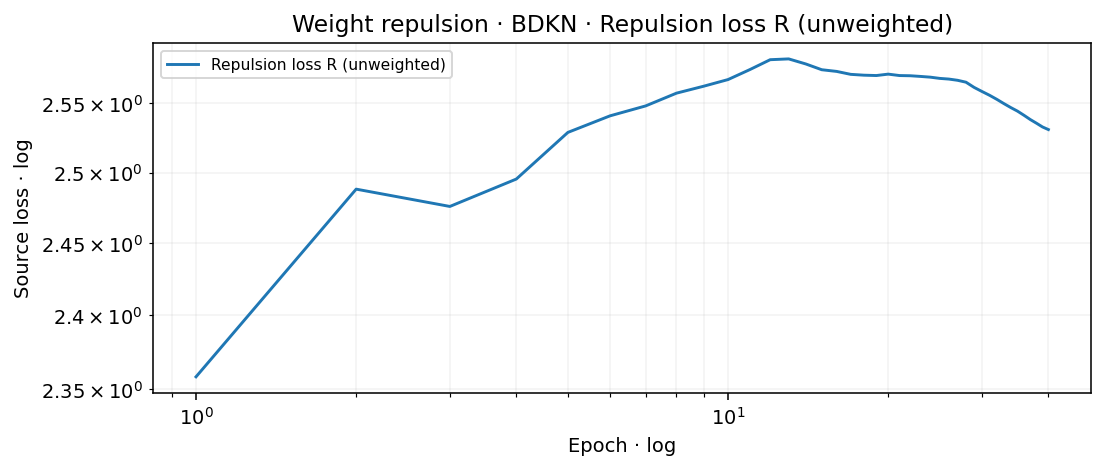 Weight repulsion · BDKN · Repulsion loss R (unweighted)
Repulsion loss R (unweighted)
Source loss · log
2.55 × 10⁰
2.5 × 10⁰
2.45 × 10⁰
2.4 × 10⁰
2.35 × 10⁰
10⁰ 10¹
Epoch · log